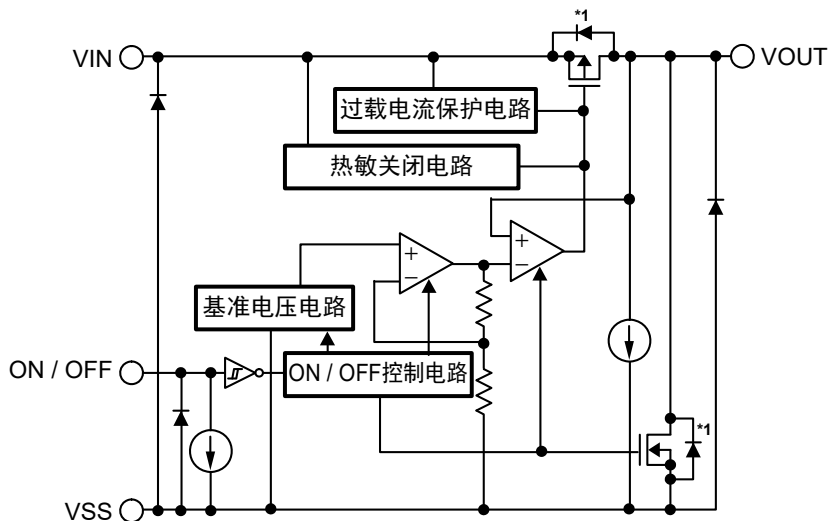 *1
VIN
VOUT
过载电流保护电路
热敏关闭电路
+
−
+
−
基准电压电路
ON / OFF
ON / OFF控制电路
*1
VSS